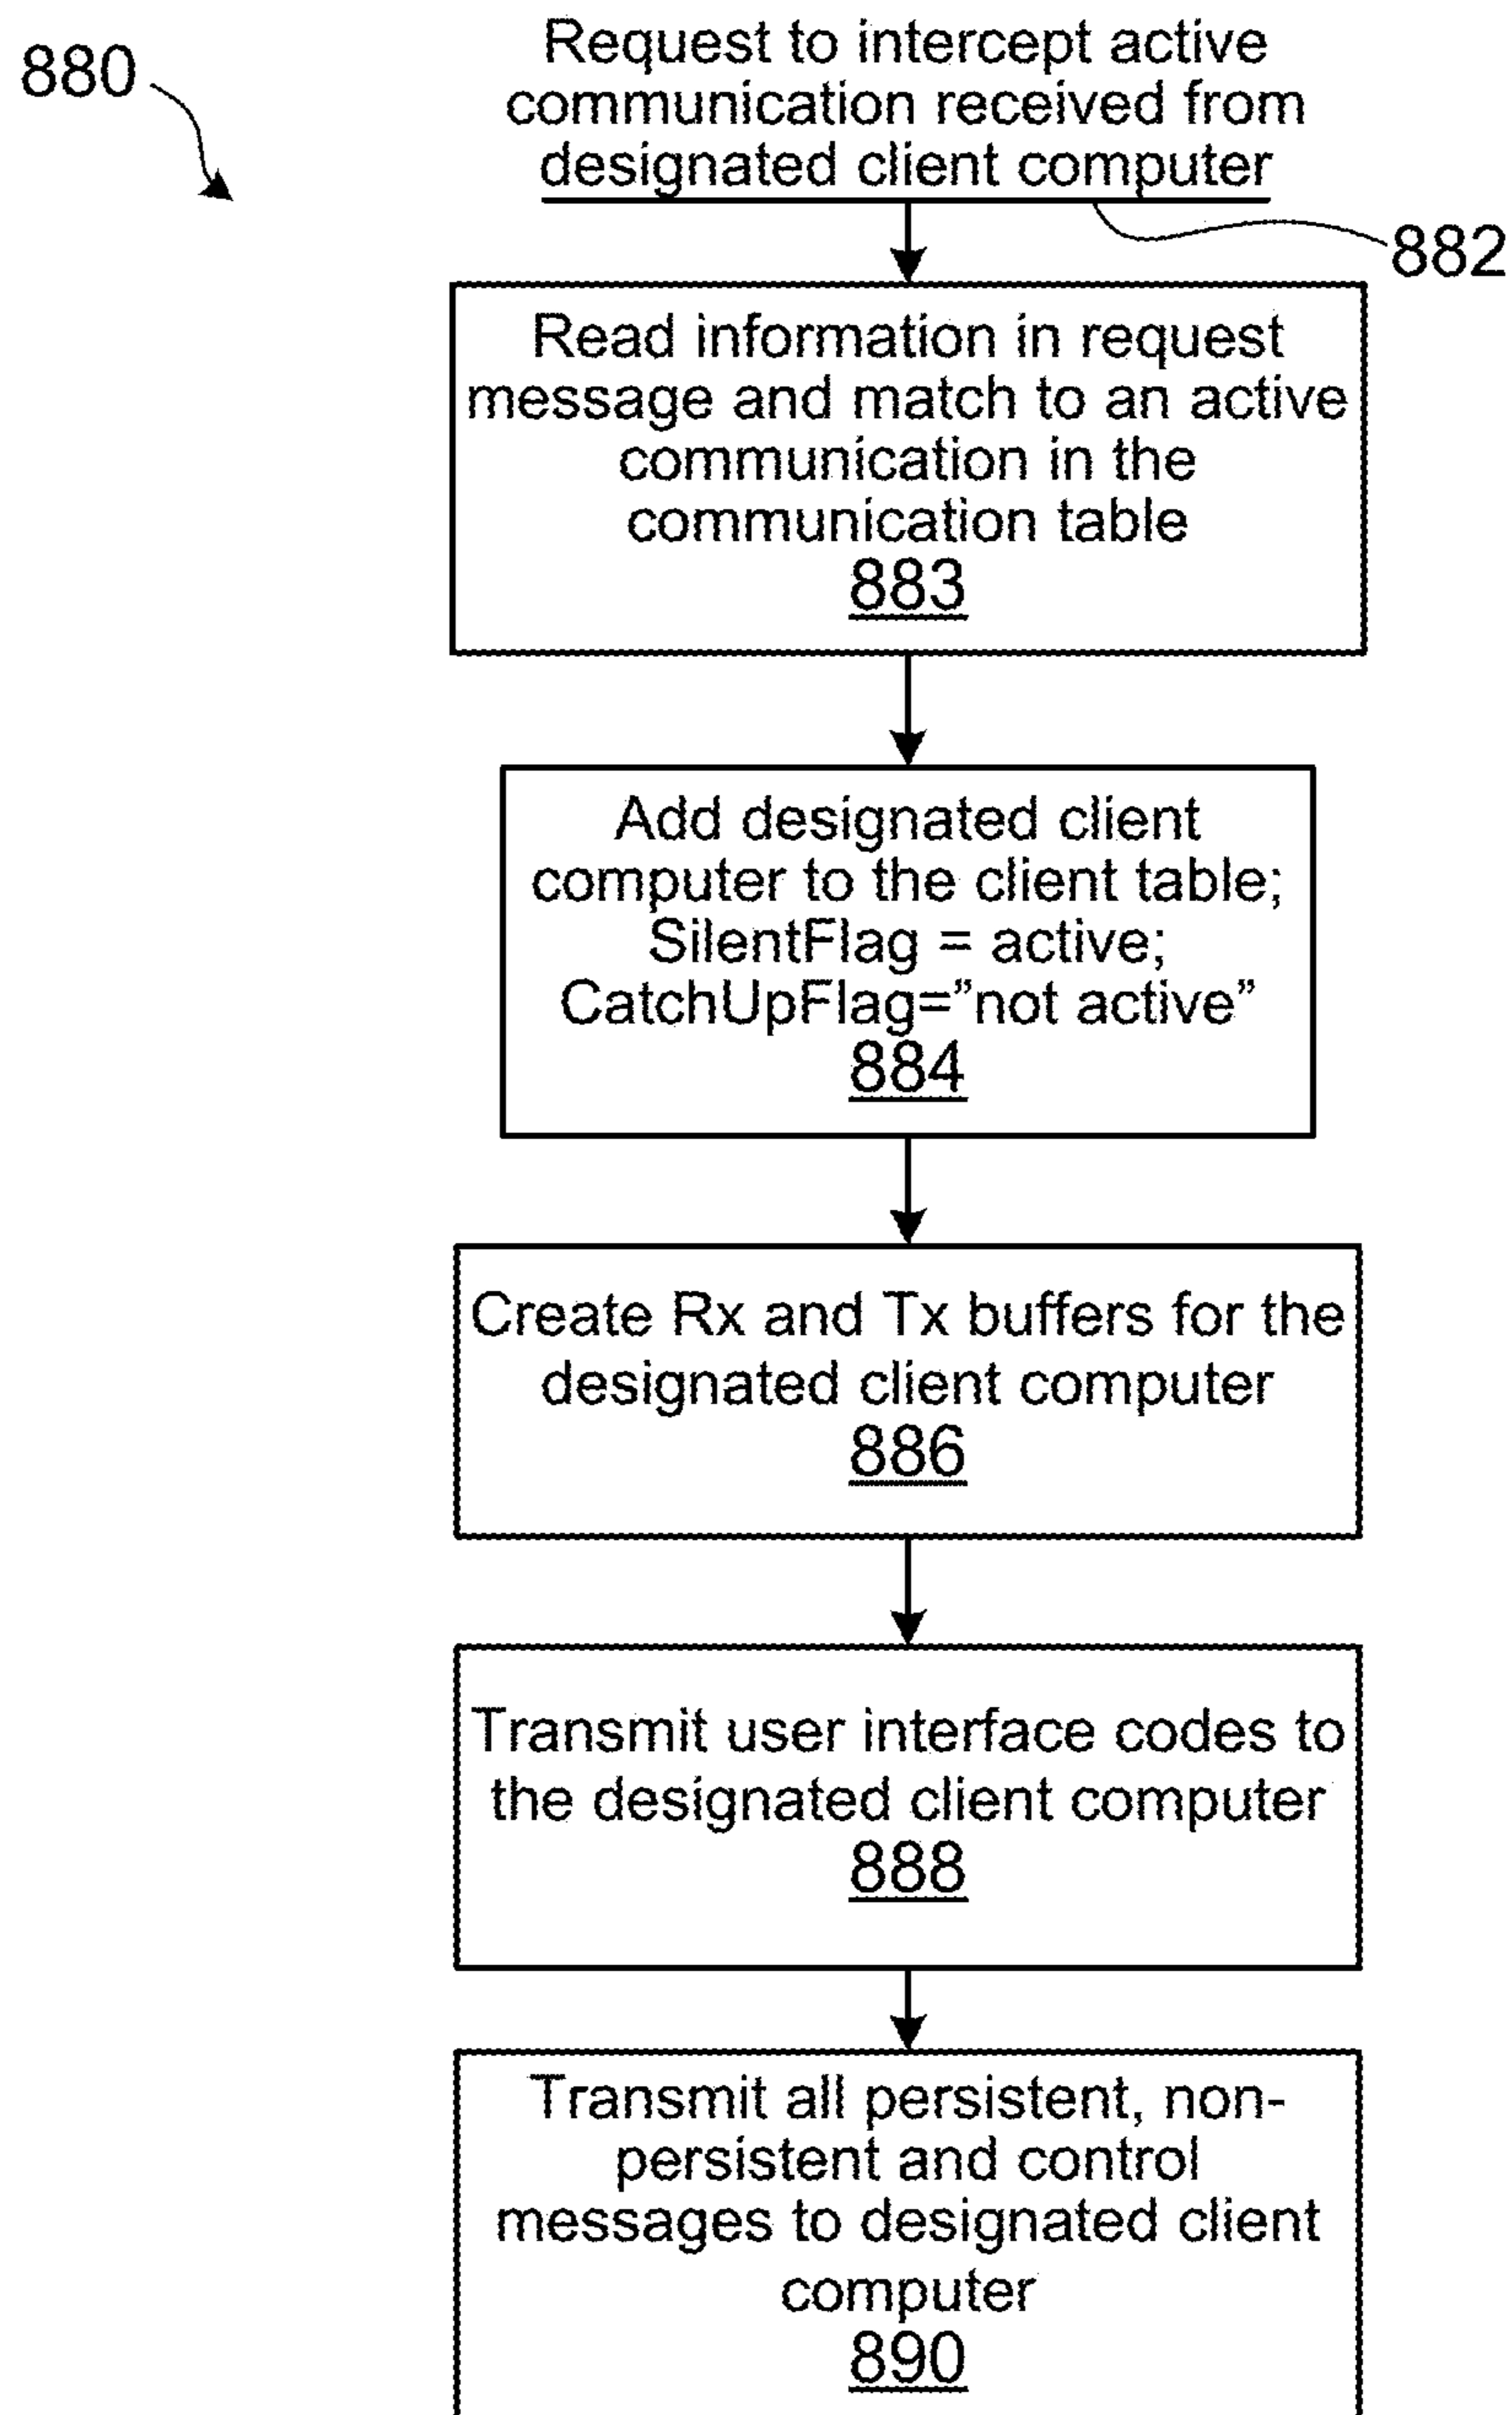 880
Request to intercept active
communication received from
designated client computer
882
Read information in request
message and match to an active
communication in the
communication table
883
Add designated client
computer to the client table;
SilentFlag = active;
CatchUpFlag=”not active”
884
Create Rx and Tx buffers for the
designated client computer
886
Transmit user interface codes to
the designated client computer
888
Transmit all persistent, non-
persistent and control
messages to designated client
computer
890